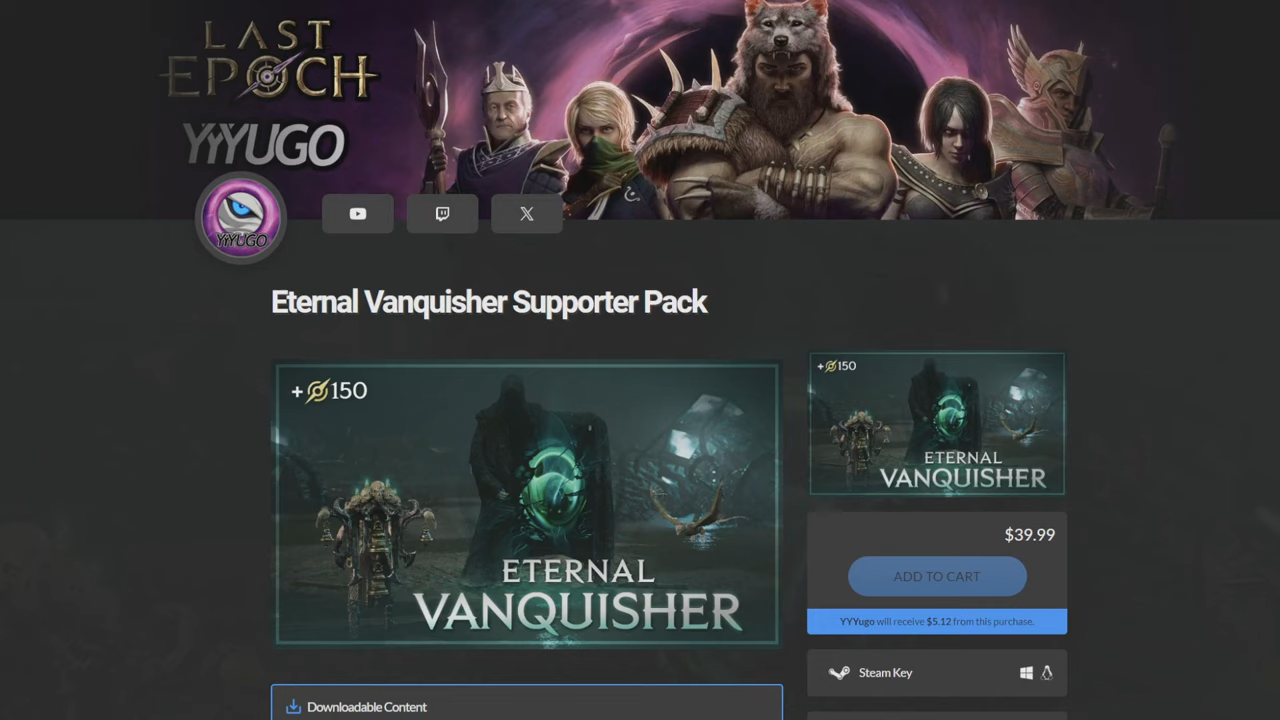 LAST
EPOCH
YYYUGO
YYYUGO
Eternal Vanquisher Supporter Pack
+150
ETERNAL
VANQUISHER
+150
ETERNAL
VANQUISHER
$39.99
ADD TO CART
YYYugo will receive $5.12 from this purchase.
Steam Key
Downloadable Content